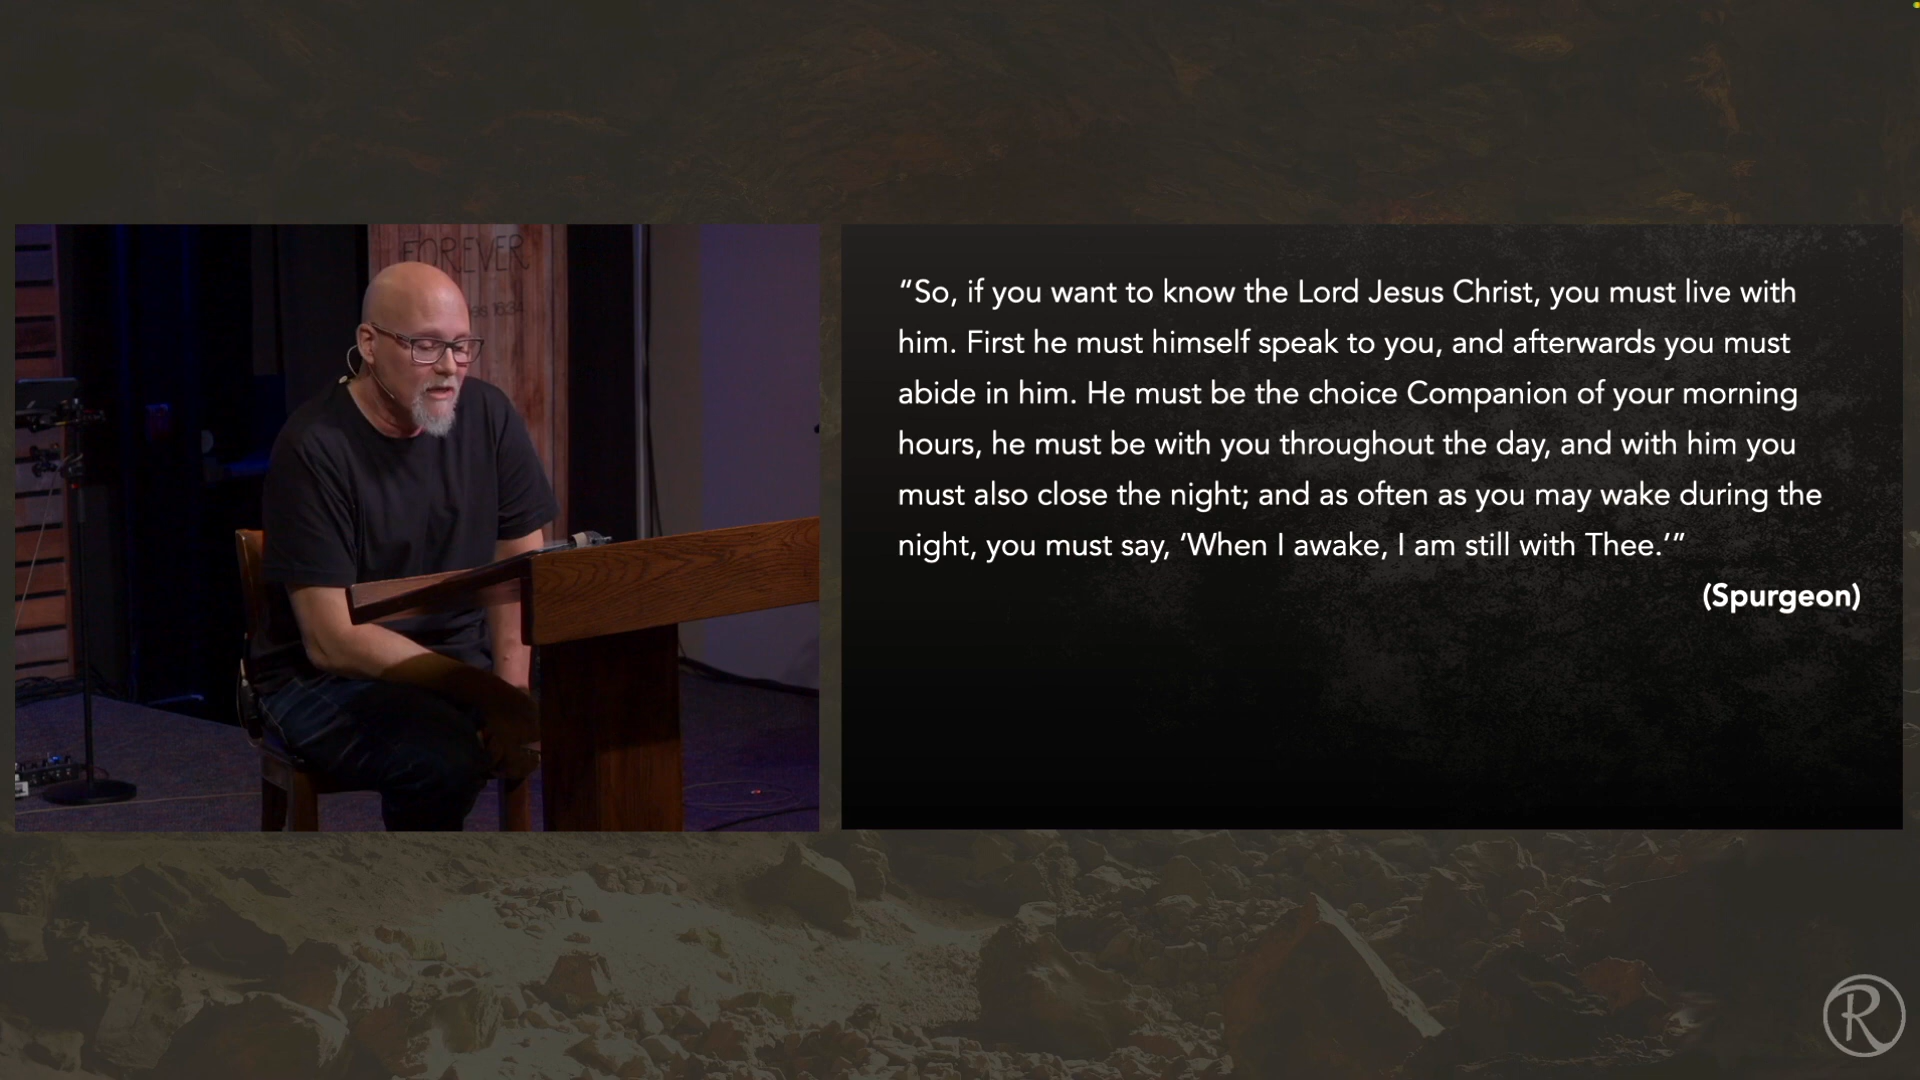 FOREVER
16:34
“So, if you want to know the Lord Jesus Christ, you must live with
him. First he must himself speak to you, and afterwards you must
abide in him. He must be the choice Companion of your morning
hours, he must be with you throughout the day, and with him you
must also close the night; and as often as you may wake during the
night, you must say, ‘When I awake, I am still with Thee.’”
(Spurgeon)
R